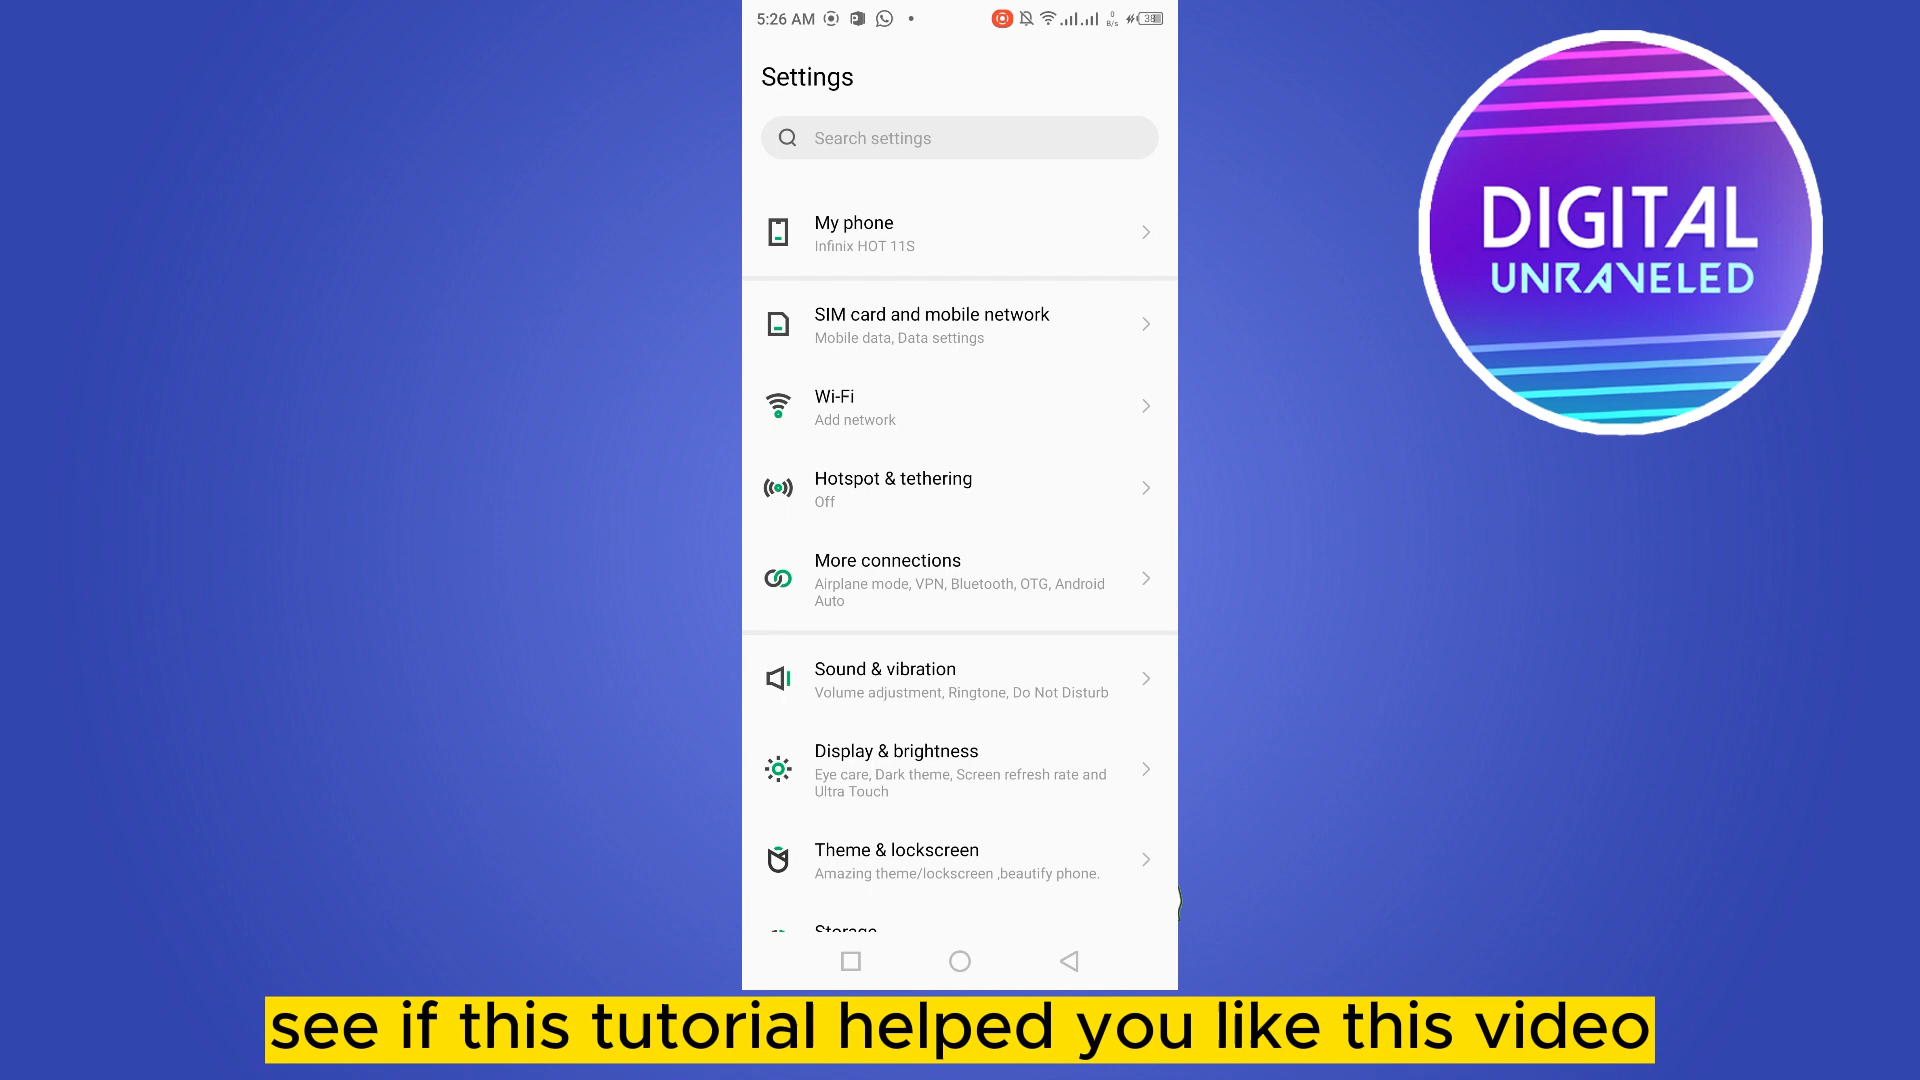 5:26 AM
0
B/s
38
Settings
Search settings
My phone
Infinix HOT 11S
SIM card and mobile network
Mobile data, Data settings
Wi-Fi
Add network
Hotspot & tethering
Off
More connections
Airplane mode, VPN, Bluetooth, OTG, Android
Auto
Sound & vibration
Volume adjustment, Ringtone, Do Not Disturb
Display & brightness
Eye care, Dark theme, Screen refresh rate and
Ultra Touch
Theme & lockscreen
Amazing theme/lockscreen ,beautify phone.
Storage
DIGITAL
UNRAVELED
see if this tutorial helped you like this video